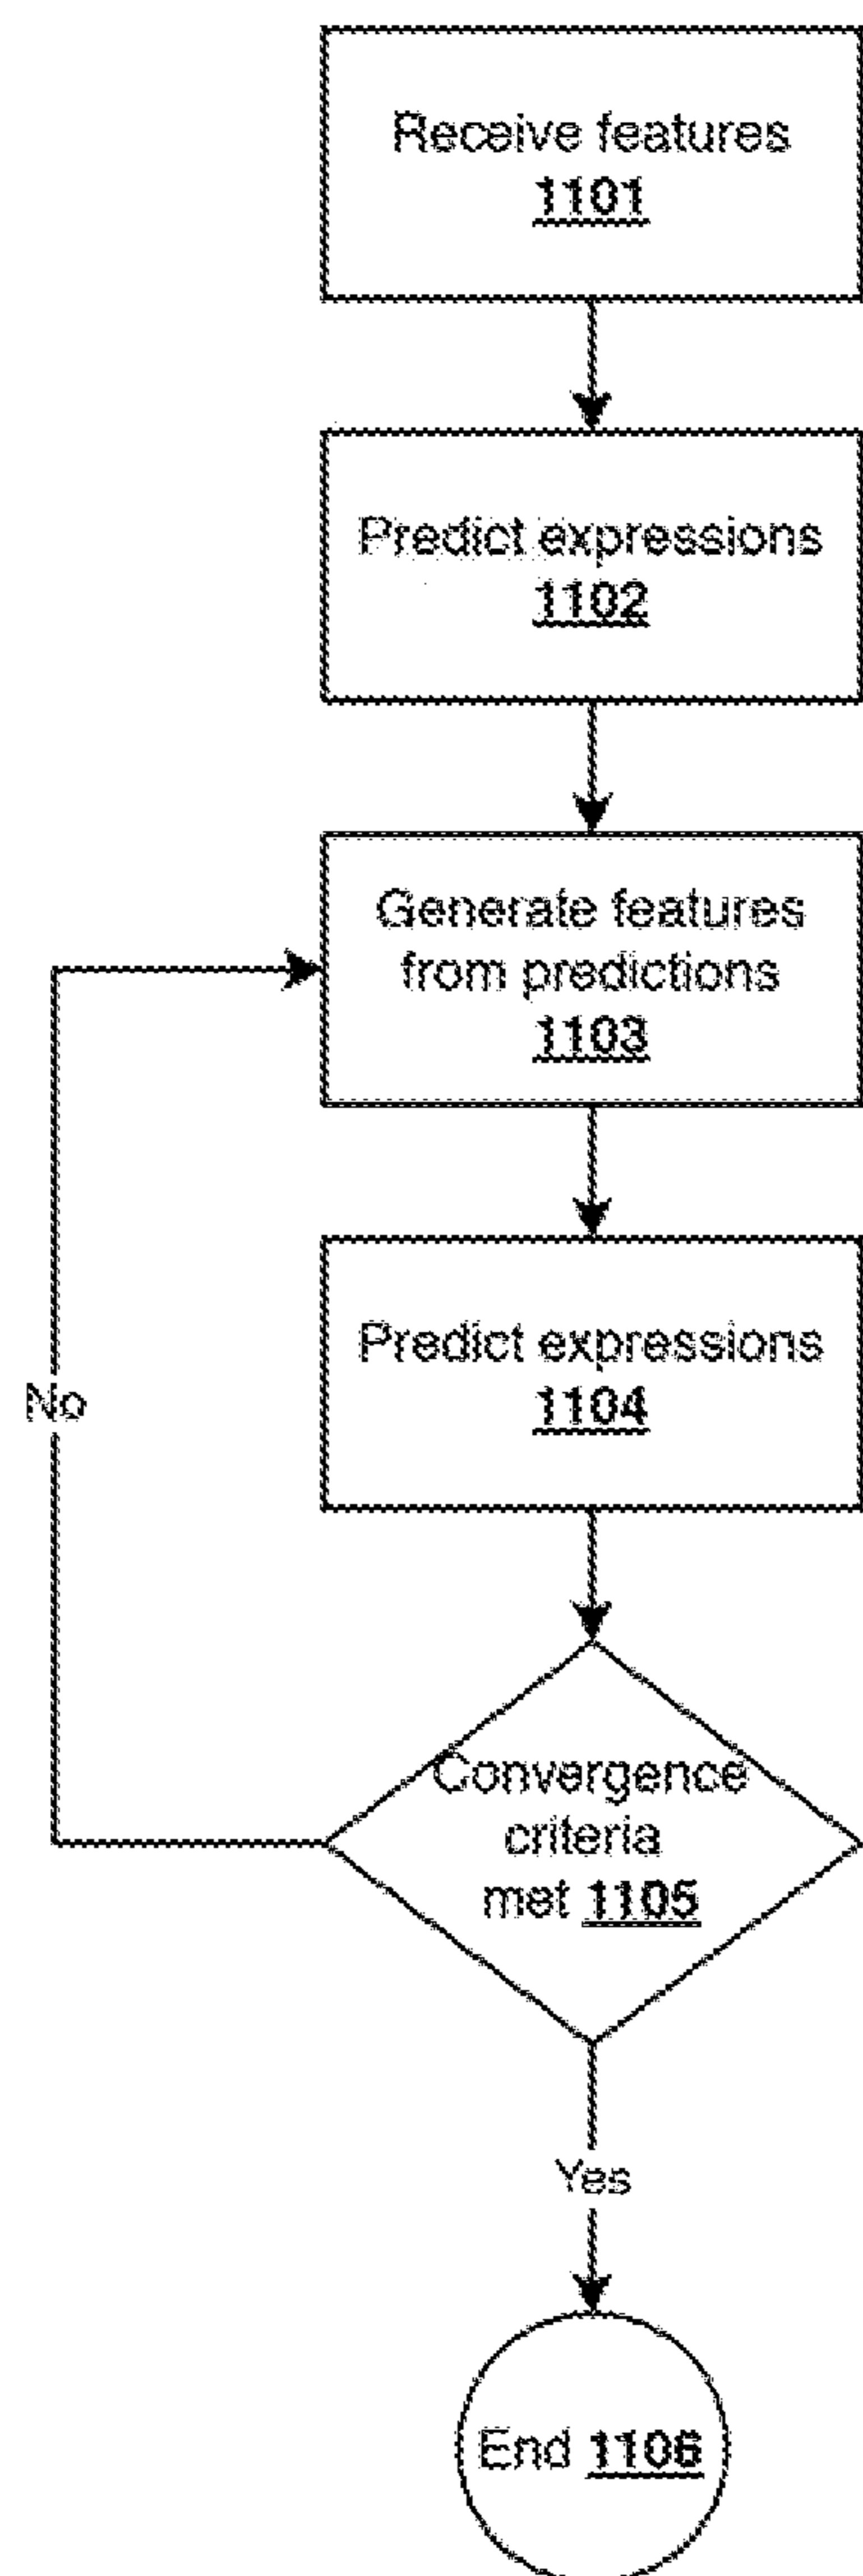 Receive features
1101
Predict expressions
1102
Generate features
from predictions
1103
Predict expressions
1104
No
Convergence
criteria
met 1105
Yes
End 1106